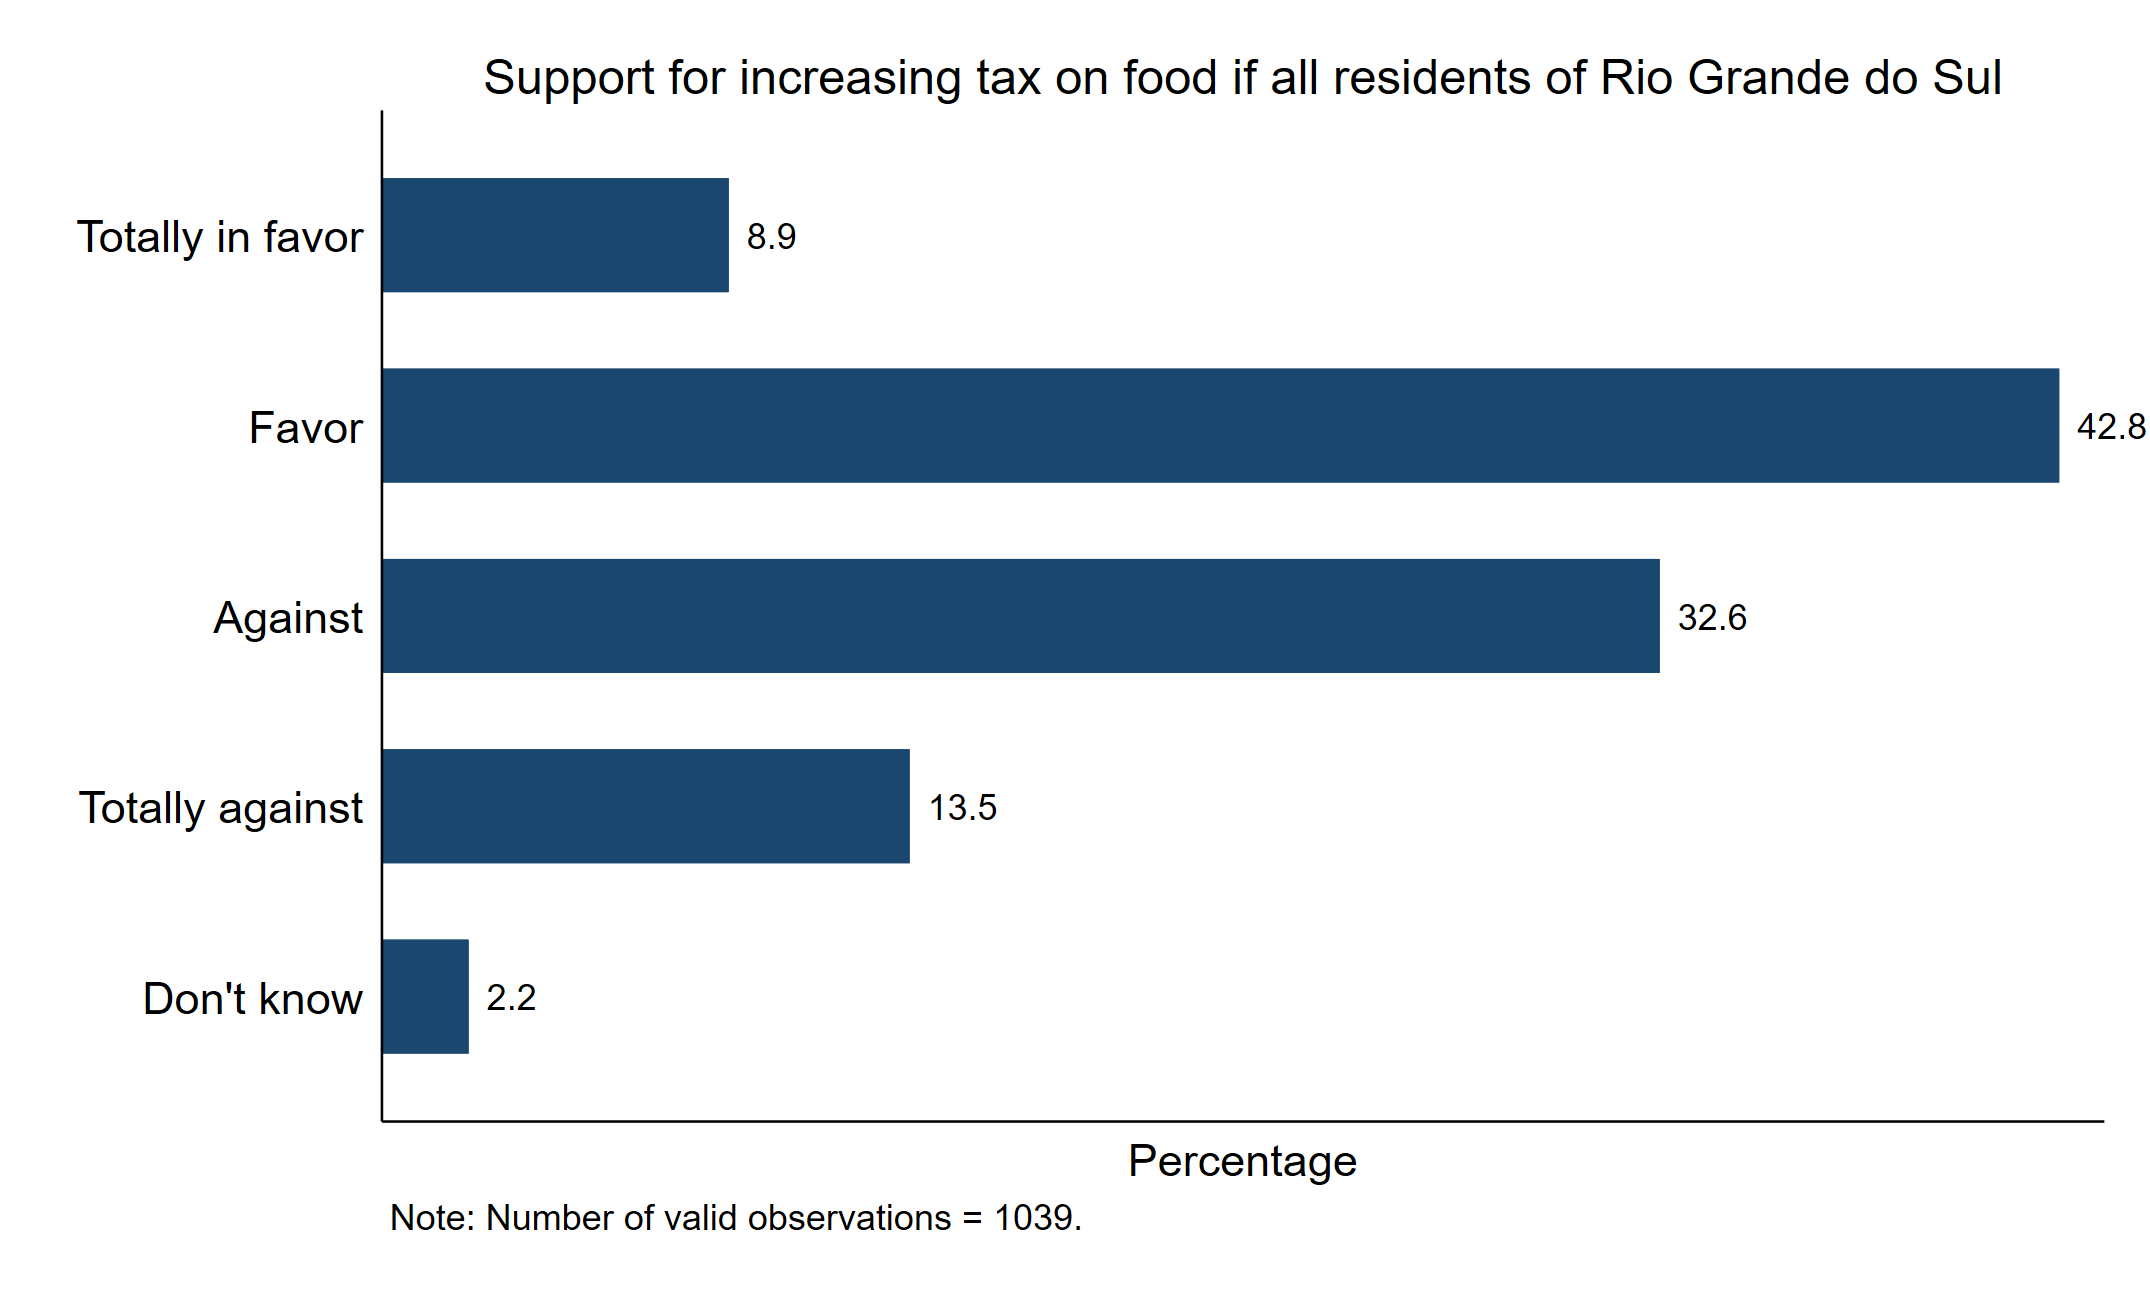 Support for increasing tax on food if all residents of Rio Grande do Sul
Totally in favor 8.9
Favor 42.8
Against 32.6
Totally against 13.5
Don't know 2.2
Percentage
Note: Number of valid observations = 1039.